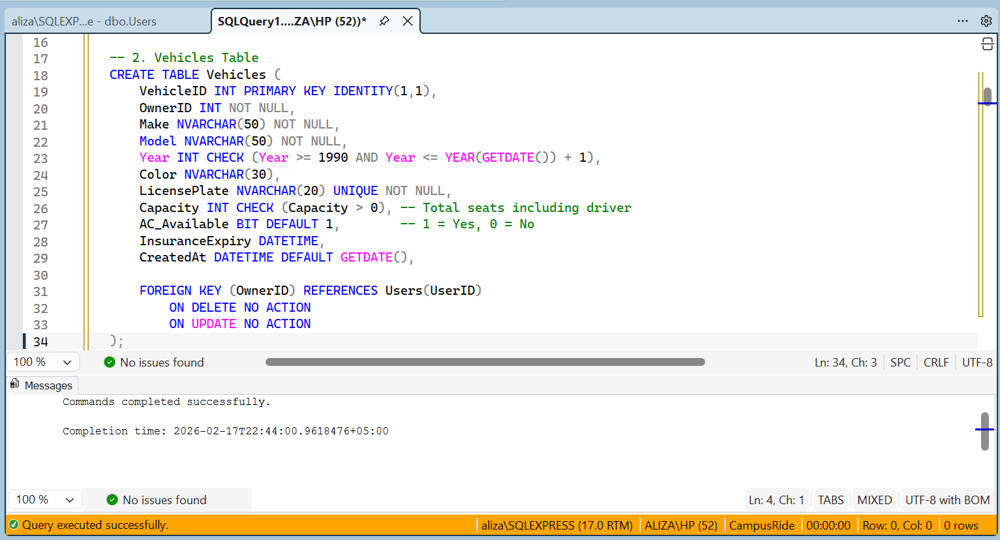 aliza\SQLEXP...e - dbo.Users
SQLQuery1....ZA\HP (52))*
16
17 -- 2. Vehicles Table
18 CREATE TABLE Vehicles (
19 VehicleID INT PRIMARY KEY IDENTITY(1,1),
20 OwnerID INT NOT NULL,
21 Make NVARCHAR(50) NOT NULL,
22 Model NVARCHAR(50) NOT NULL,
23 Year INT CHECK (Year >= 1990 AND Year <= YEAR(GETDATE()) + 1),
24 Color NVARCHAR(30),
25 LicensePlate NVARCHAR(20) UNIQUE NOT NULL,
26 Capacity INT CHECK (Capacity > 0), -- Total seats including driver
27 AC_Available BIT DEFAULT 1, -- 1 = Yes, 0 = No
28 InsuranceExpiry DATETIME,
29 CreatedAt DATETIME DEFAULT GETDATE(),
30
31 FOREIGN KEY (OwnerID) REFERENCES Users(UserID)
32 ON DELETE NO ACTION
33 ON UPDATE NO ACTION
34 );
100 % No issues found Ln: 34, Ch: 3 SPC CRLF UTF-8
Messages
Commands completed successfully.
Completion time: 2026-02-17T22:44:00.9618476+05:00
100 % No issues found Ln: 4, Ch: 1 TABS MIXED UTF-8 with BOM
Query executed successfully. aliza\SQLEXPRESS (17.0 RTM) ALIZA\HP (52) CampusRide 00:00:00 Row: 0, Col: 0 0 rows